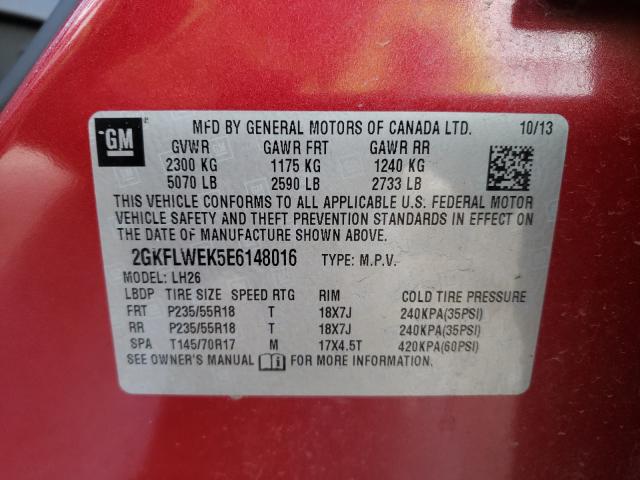 GM MFD BY GENERAL MOTORS OF CANADA LTD. 10/13
GVWR GAWR FRT GAWR RR
2300 KG 1175 KG 1240 KG
5070 LB 2590 LB 2733 LB
THIS VEHICLE CONFORMS TO ALL APPLICABLE U.S. FEDERAL MOTOR
VEHICLE SAFETY AND THEFT PREVENTION STANDARDS IN EFFECT ON
THE DATE OF MANUFACTURE SHOWN ABOVE.
2GKFLWEK5E6148016 TYPE: M.P.V.
MODEL: LH26
LBDP TIRE SIZE SPEED RTG RIM COLD TIRE PRESSURE
FRT P235/55R18 T 18X7J 240KPA(35PSI)
RR P235/55R18 T 18X7J 240KPA(35PSI)
SPA T145/70R17 M 17X4.5T 420KPA(60PSI)
SEE OWNER'S MANUAL FOR MORE INFORMATION.